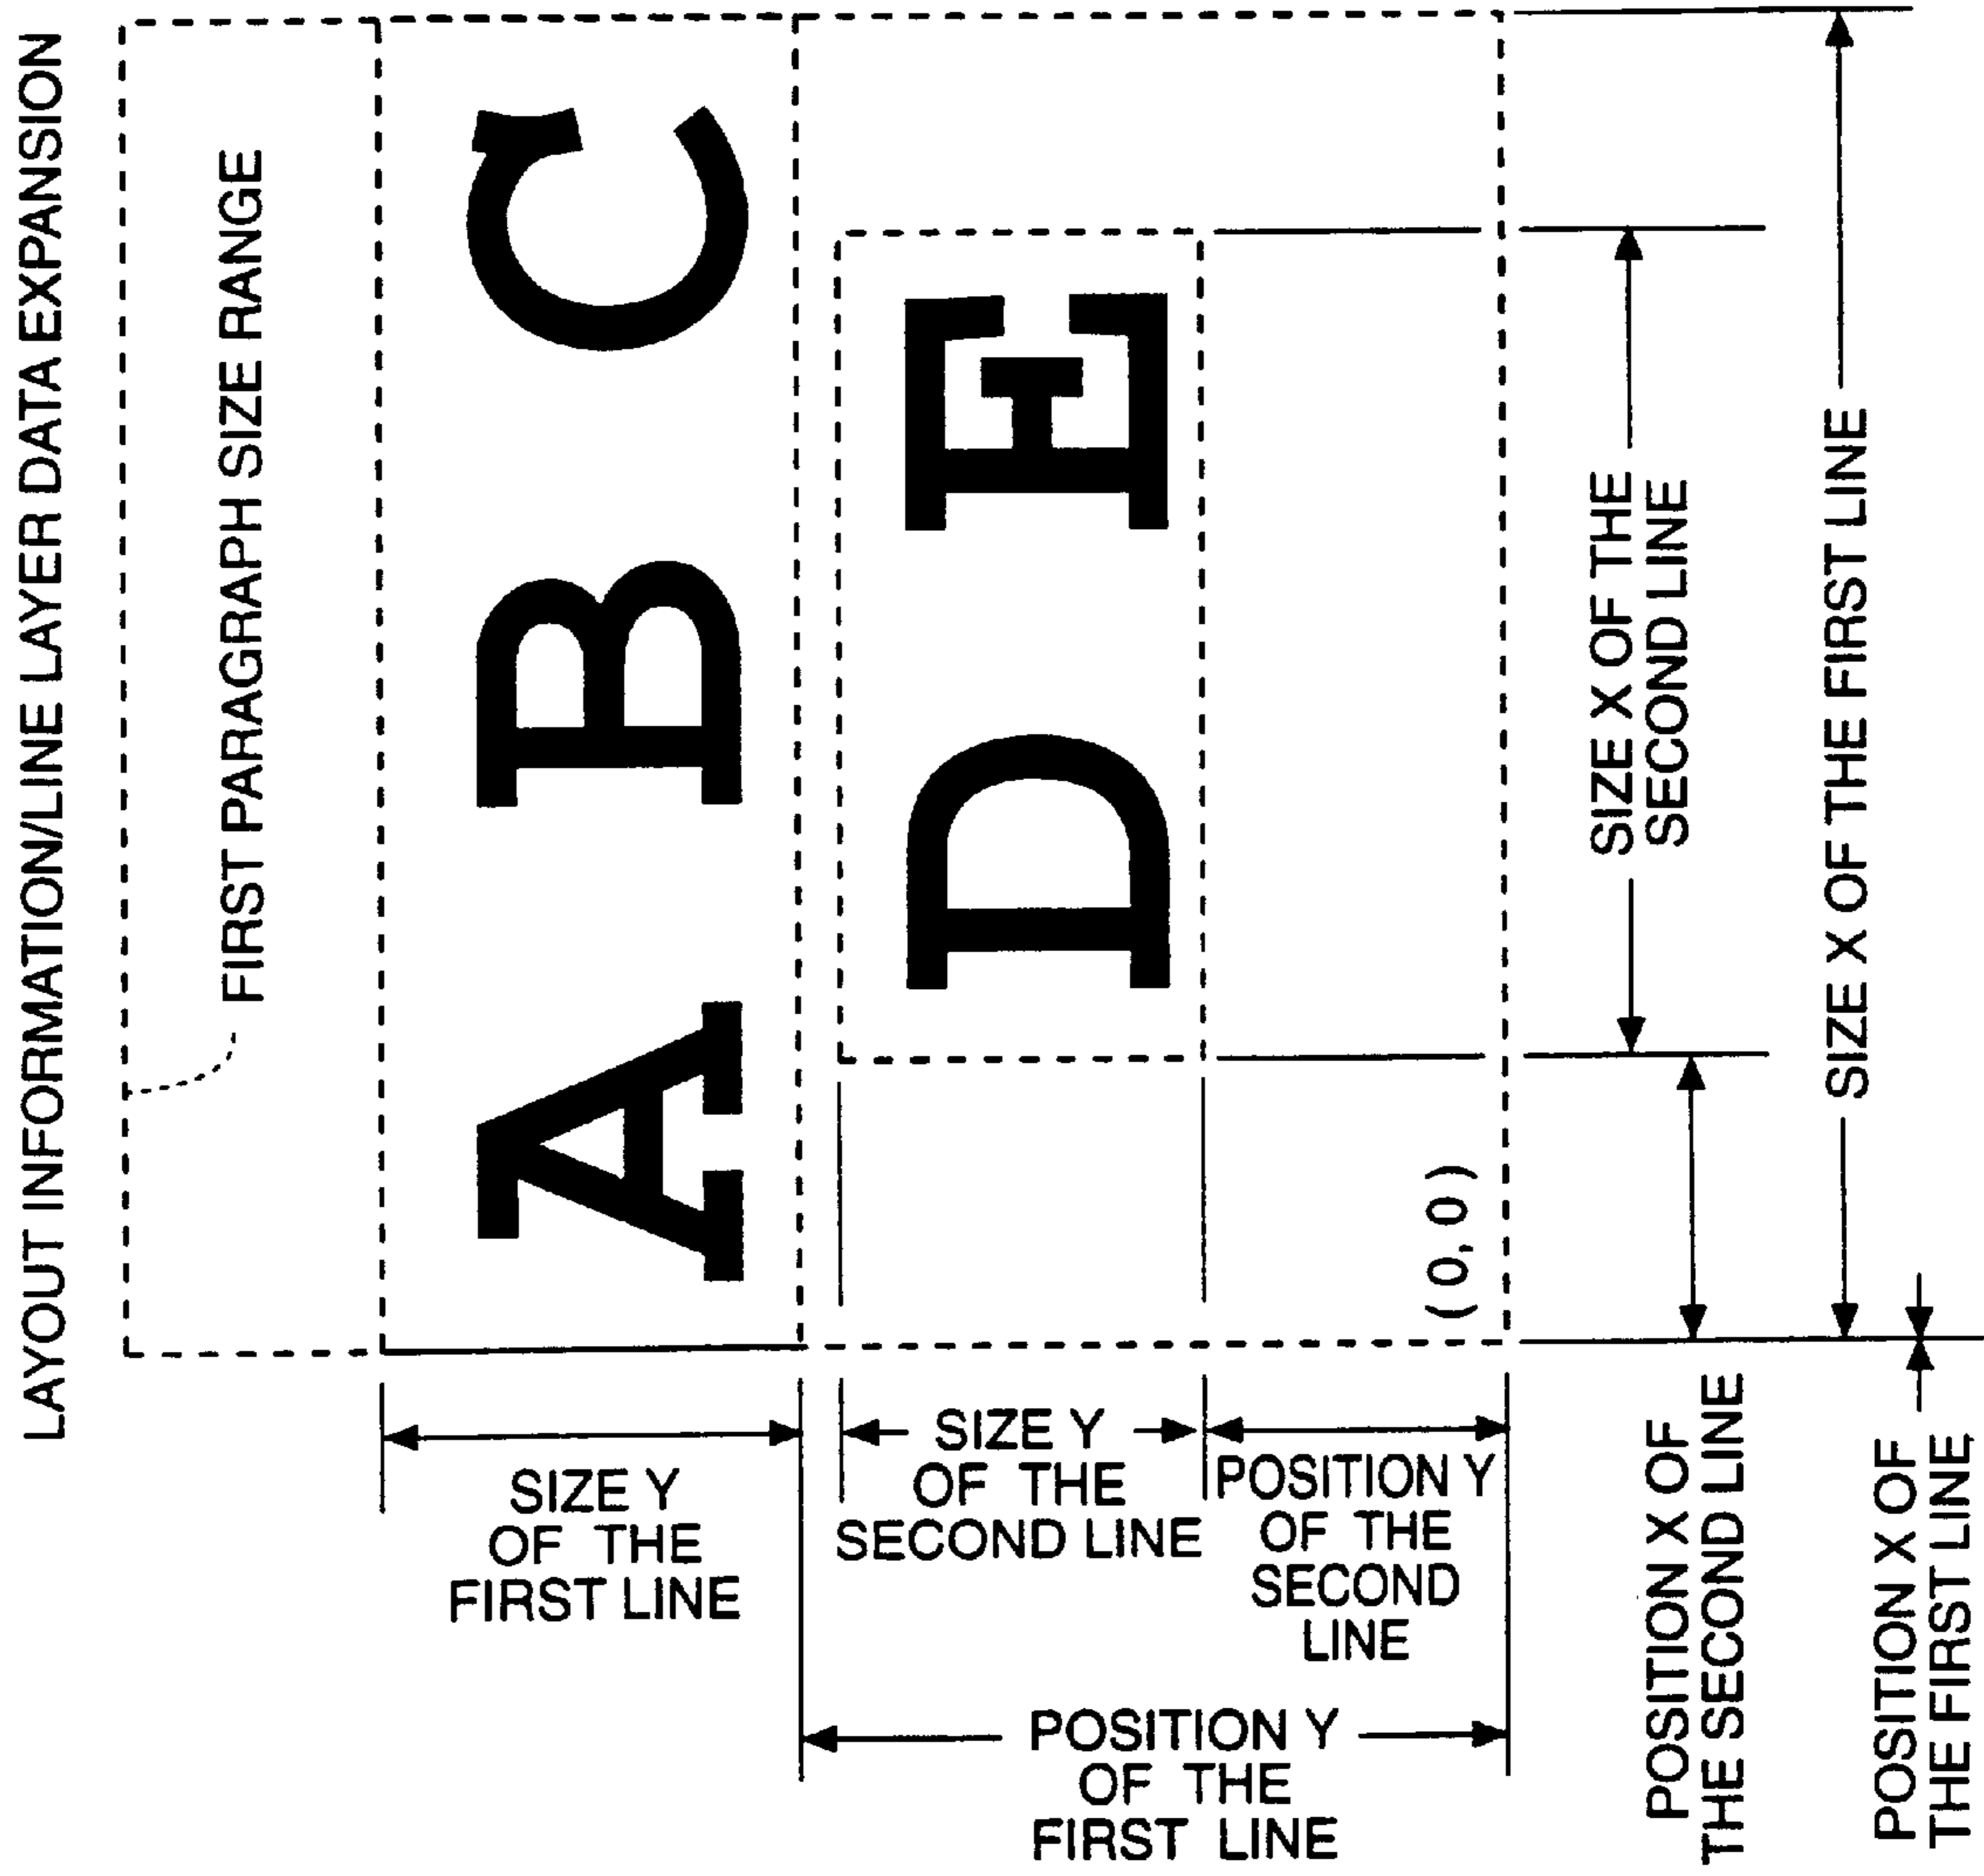 LAYOUT INFORMATION/LINE LAYER DATA EXPANSION
FIRST PARAGRAPH SIZE RANGE
A B C
D E
(0,0)
SIZE Y
OF THE
FIRST LINE
SIZE Y
OF THE
SECOND LINE
POSITION Y
OF THE
SECOND
LINE
POSITION Y
OF THE
FIRST LINE
SIZE X OF THE
SECOND LINE
POSITION X OF
THE SECOND LINE
SIZE X OF THE FIRST LINE
POSITION X OF
THE FIRST LINE